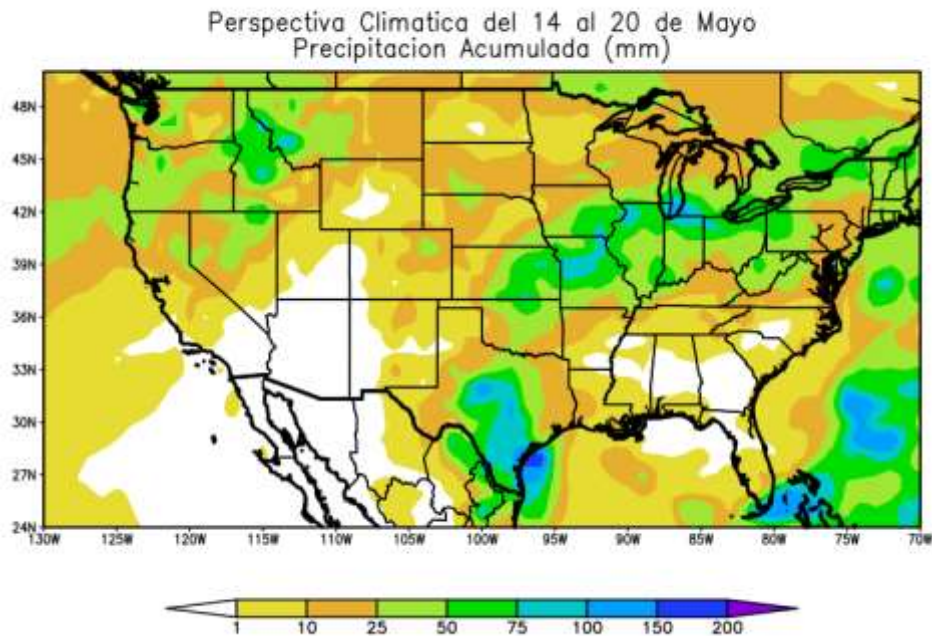 Perspectiva Climatica del 14 al 20 de Mayo
Precipitacion Acumulada (mm)
48N
45N
42N
39N
36N
33N
30N
27N
24N
130W 125W 120W 115W 110W 105W 100W 95W 90W 85W 80W 75W 70W
1 10 25 50 75 100 150 200